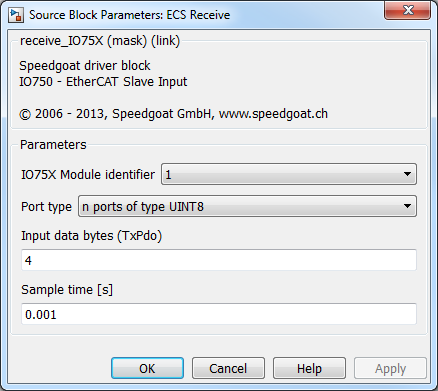 Source Block Parameters: ECS Receive
receive_IO75X (mask) (link)
Speedgoat driver block
IO750 - EtherCAT Slave Input
© 2006 - 2013, Speedgoat GmbH, www.speedgoat.ch
Parameters
IO75X Module identifier 1
Port type n ports of type UINT8
Input data bytes (TxPdo)
4
Sample time [s]
0.001
OK Cancel Help Apply